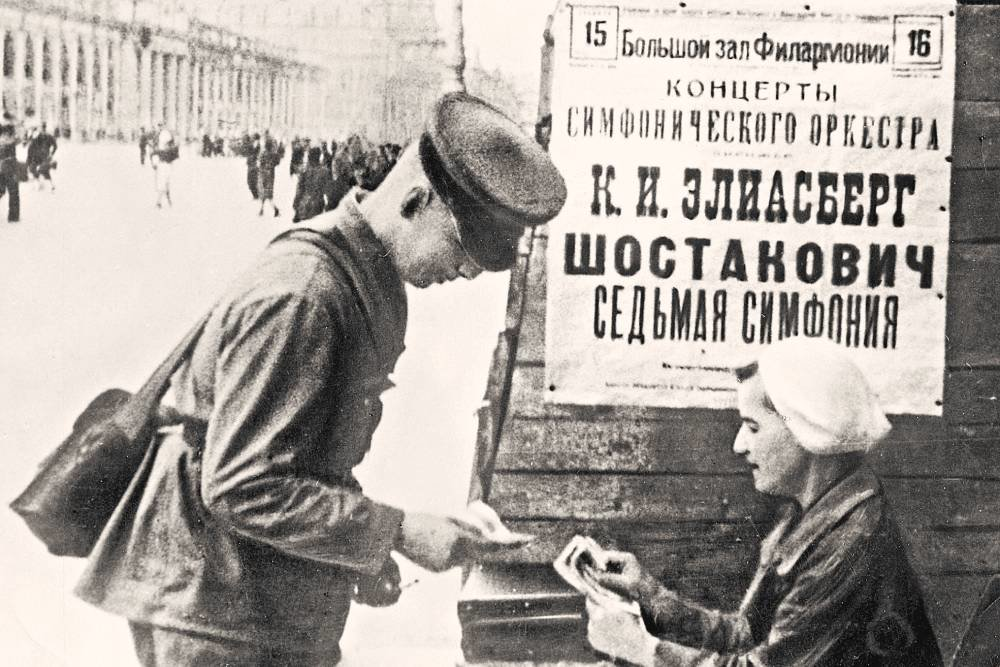 15
16
Большой зал Филармонии
КОНЦЕРТЫ
СИМФОНИЧЕСКОГО ОРКЕСТРА
К. И. ЭЛИАСБЕРГ
ШОСТАКОВИЧ
СЕДЬМАЯ СИМФОНИЯ